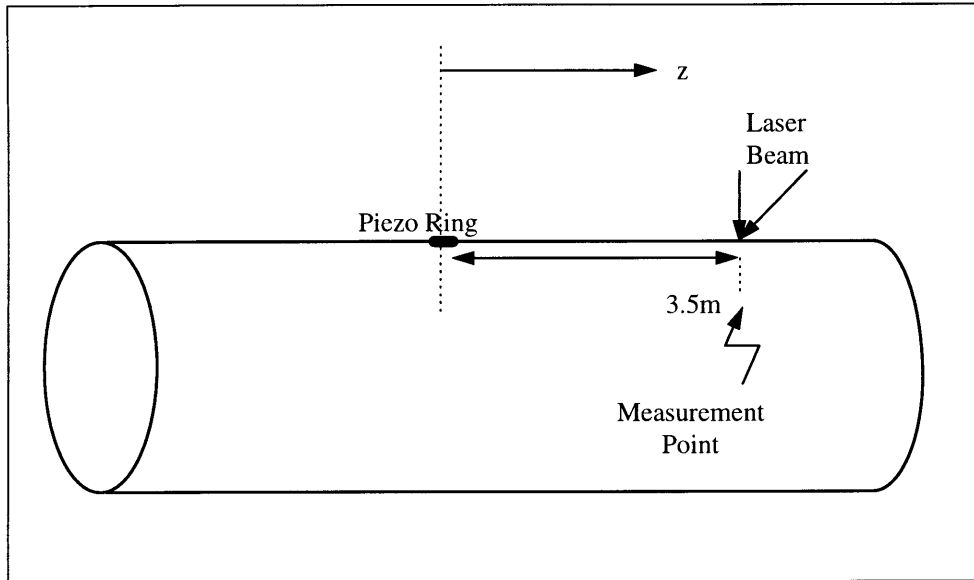 z
Laser
Beam
Piezo Ring
3.5m
Measurement
Point